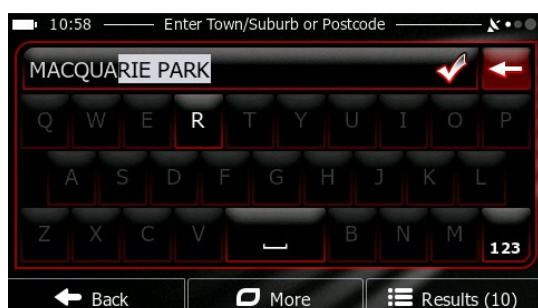 10:58 Enter Town/Suburb or Postcode
MACQUARIE PARK
Q W E R T Y U I O P
A S D F G H J K L
Z X C V B N M 123
Back More Results (10)